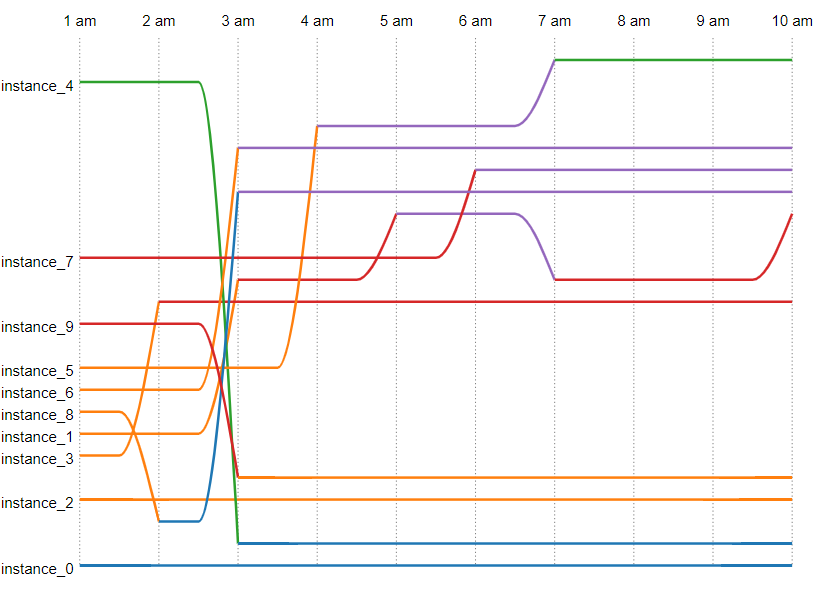 1 am 2 am 3 am 4 am 5 am 6 am 7 am 8 am 9 am 10 am
instance_4
instance_7
instance_9
instance_5
instance_6
instance_8
instance_1
instance_3
instance_2
instance_0